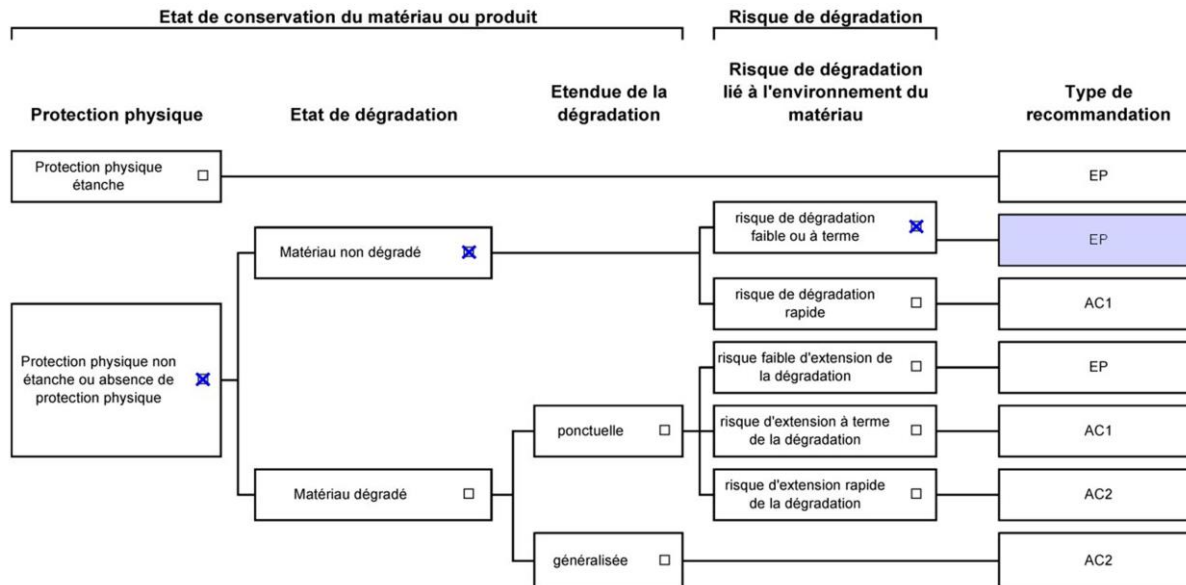 Etat de conservation du matériau ou produit
Risque de dégradation
Protection physique
Etat de dégradation
Etendue de la
dégradation
Risque de dégradation
lié à l'environnement du
matériau
Type de
recommandation
Protection physique
étanche
EP
Protection physique non
étanche ou absence de
protection physique
Matériau non dégradé
risque de dégradation
faible ou à terme
EP
risque de dégradation
rapide
AC1
Matériau dégradé
ponctuelle
risque faible d'extension de
la dégradation
EP
risque d'extension à terme
de la dégradation
AC1
risque d'extension rapide
de la dégradation
AC2
généralisée
AC2